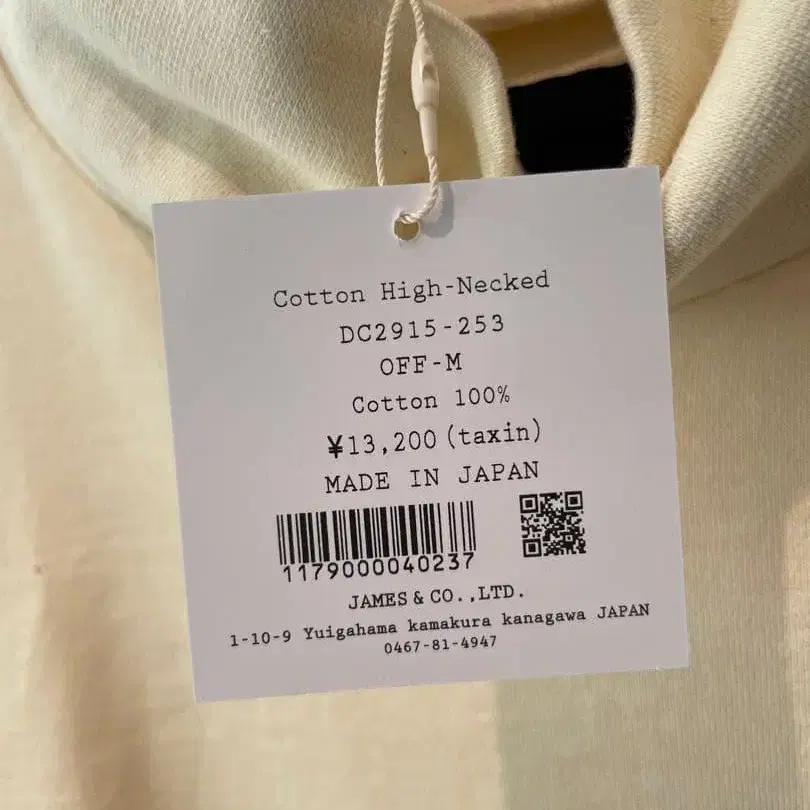 Cotton High-Necked
DC2915-253
OFF-M
Cotton 100%
¥13,200(taxin)
MADE IN JAPAN
1179000040237
JAMES & CO.,LTD.
1-10-9 Yuigahama kamakura kanagawa JAPAN
0467-81-4947